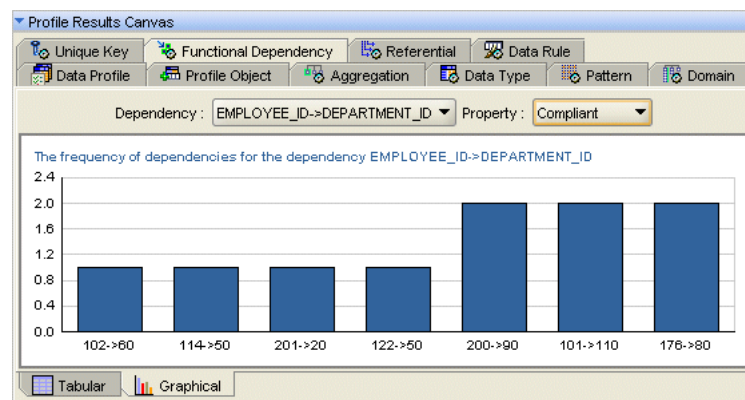 Profile Results Canvas
Unique Key Functional Dependency Referential Data Rule
Data Profile Profile Object Aggregation Data Type Pattern Domain
Dependency : EMPLOYEE_ID->DEPARTMENT_ID Property : Compliant
The frequency of dependencies for the dependency EMPLOYEE_ID->DEPARTMENT_ID
2.4
2.0
1.6
1.2
0.8
0.4
0.0
102->60 114->50 201->20 122->50 200->90 101->110 176->80
Tabular Graphical